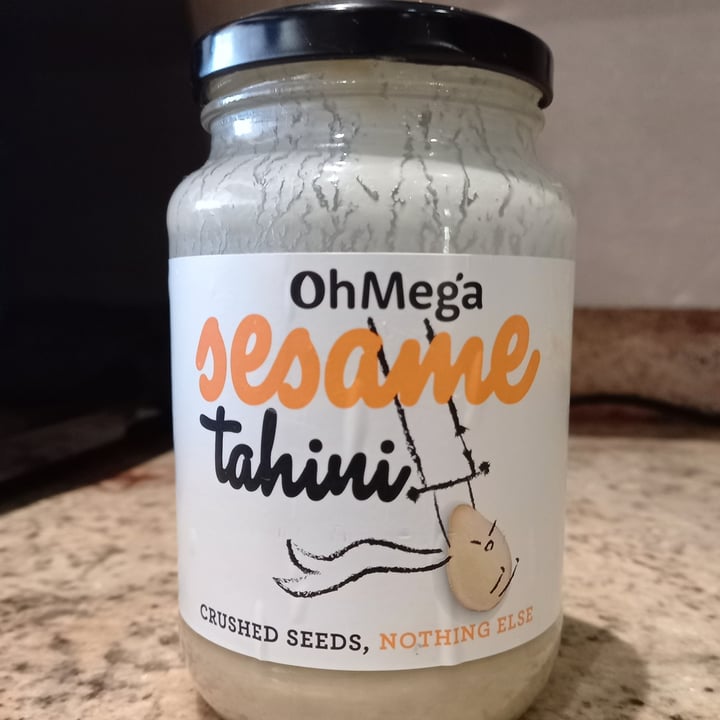 OhMega
sesame
tahini
CRUSHED SEEDS, NOTHING ELSE